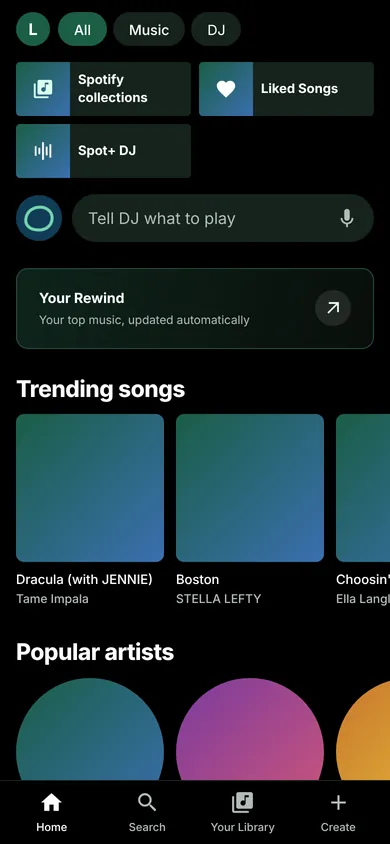 L
All
Music
DJ
Spotify
collections
Liked Songs
Spot+ DJ
Tell DJ what to play
Your Rewind
Your top music, updated automatically
Trending songs
Dracula (with JENNIE)
Tame Impala
Boston
STELLA LEFTY
Choosin'
Ella Langl
Popular artists
Home
Search
Your Library
Create